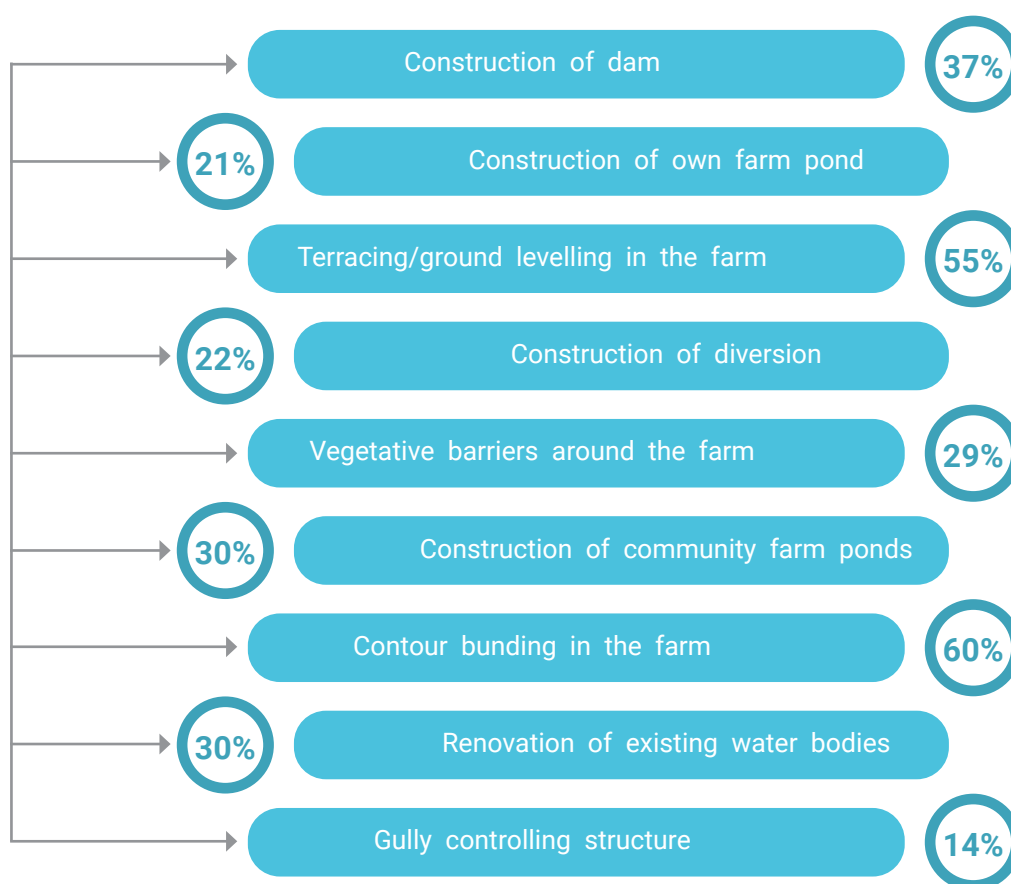 Construction of dam
37%
21%
Construction of own farm pond
Terracing/ground levelling in the farm
55%
22%
Construction of diversion
Vegetative barriers around the farm
29%
30%
Construction of community farm ponds
Contour bunding in the farm
60%
30%
Renovation of existing water bodies
Gully controlling structure
14%